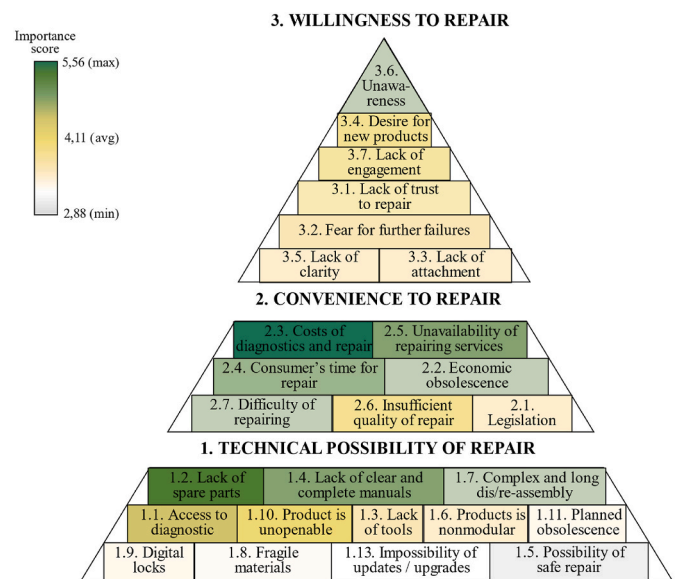 3. WILLINGNESS TO REPAIR
Importance
score
5,56 (max)
4,11 (avg)
2,88 (min)
3.6.
Unawa-
reness
3.4. Desire for
new products
3.7. Lack of
engagement
3.1. Lack of trust
to repair
3.2. Fear for further failures
3.5. Lack of
clarity
3.3. Lack of
attachment
2. CONVENIENCE TO REPAIR
2.3. Costs of
diagnostics and repair
2.5. Unavailability of
repairing services
2.4. Consumer's time for
repair
2.2. Economic
obsolescence
2.7. Difficulty of
repairing
2.6. Insufficient
quality of repair
2.1.
Legislation
1. TECHNICAL POSSIBILITY OF REPAIR
1.2. Lack of
spare parts
1.4. Lack of clear and
complete manuals
1.7. Complex and long
dis/re-assembly
1.1. Access to
diagnostic
1.10. Product is
unopenable
1.3. Lack
of tools
1.6. Products is
nonmodular
1.11. Planned
obsolescence
1.9. Digital
locks
1.8. Fragile
materials
1.13. Impossibility of
updates / upgrades
1.5. Possibility of
safe repair